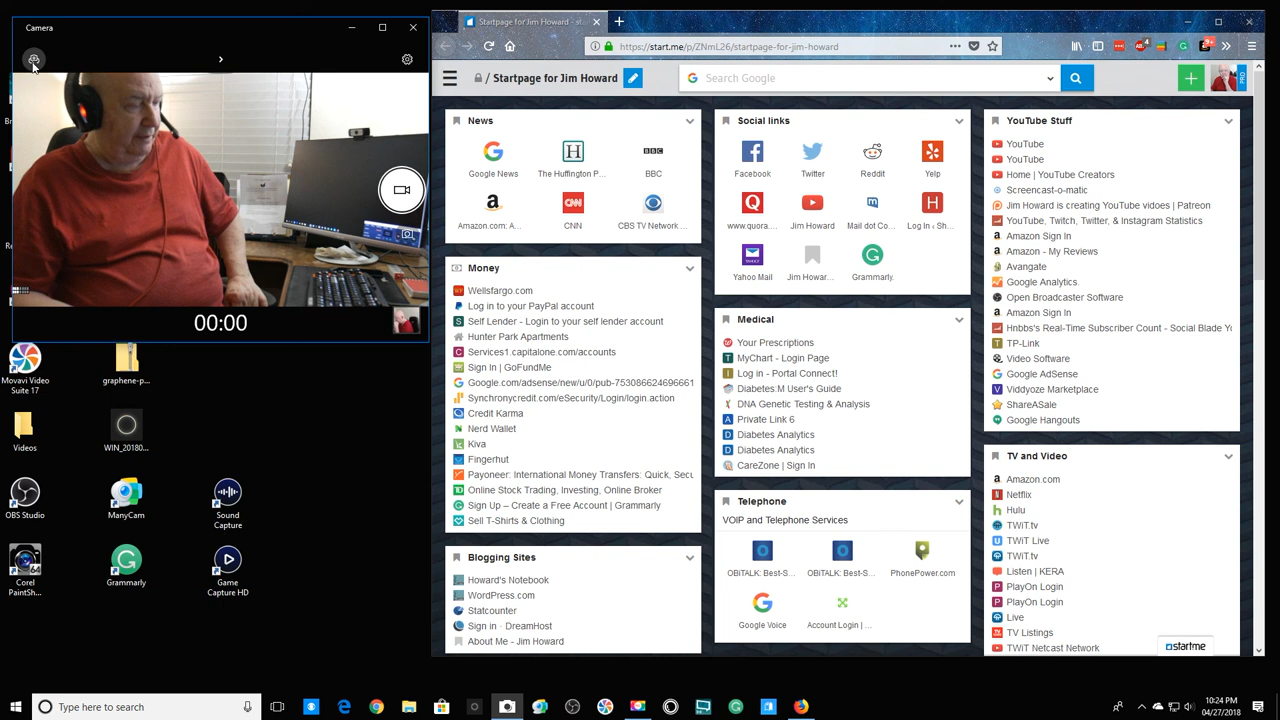 Camera
00:00
Movavi Video
Suite 17
graphene-p...
Videos
WIN_20180...
OBS Studio
ManyCam
Sound
Capture
Corel
PaintSh...
Grammarly
Game
Capture HD
Startpage for Jim Howard - sta
https://start.me/p/ZNmL26/startpage-for-jim-howard
Startpage for Jim Howard
Search Google
PRO
News
Google News
The Huffington P...
BBC
Amazon.com: A...
CNN
CBS TV Network ...
Money
Wellsfargo.com
Log in to your PayPal account
Self Lender - Login to your self lender account
Hunter Park Apartments
Services1.capitalone.com/accounts
Sign In | GoFundMe
Google.com/adsense/new/u/0/pub-753086624696661
Synchronycredit.com/eSecurity/Login/login.action
Credit Karma
Nerd Wallet
Kiva
Fingerhut
Payoneer: International Money Transfers: Quick, Secu
Online Stock Trading, Investing, Online Broker
Sign Up – Create a Free Account | Grammarly
Sell T-Shirts & Clothing
Blogging Sites
Howard's Notebook
WordPress.com
Statcounter
Sign in · DreamHost
About Me - Jim Howard
Social links
Facebook
Twitter
Reddit
Yelp
www.quora....
Jim Howard
Mail dot Co...
Log In ‹ Sh...
Yahoo Mail
Jim Howar...
Grammarly.
Medical
Your Prescriptions
MyChart - Login Page
Log in - Portal Connect!
Diabetes:M User's Guide
DNA Genetic Testing & Analysis
Private Link 6
Diabetes Analytics
Diabetes Analytics
CareZone | Sign In
Telephone
VOIP and Telephone Services
OBiTALK: Best-S...
OBiTALK: Best-S...
PhonePower.com
Google Voice
Account Login | ...
YouTube Stuff
YouTube
YouTube
Home | YouTube Creators
Screencast-o-matic
Jim Howard is creating YouTube vidoes | Patreon
YouTube, Twitch, Twitter, & Instagram Statistics
Amazon Sign In
Amazon - My Reviews
Avangate
Google Analytics.
Open Broadcaster Software
Amazon Sign In
Hnbbs's Real-Time Subscriber Count - Social Blade Yo
TP-Link
Video Software
Google AdSense
Viddyoze Marketplace
ShareASale
Google Hangouts
TV and Video
Amazon.com
Netflix
Hulu
TWiT.tv
TWiT Live
TWiT.tv
Listen | KERA
PlayOn Login
PlayOn Login
Live
TV Listings
TWiT Netcast Network
startme
Type here to search
10:24 PM
04/27/2018